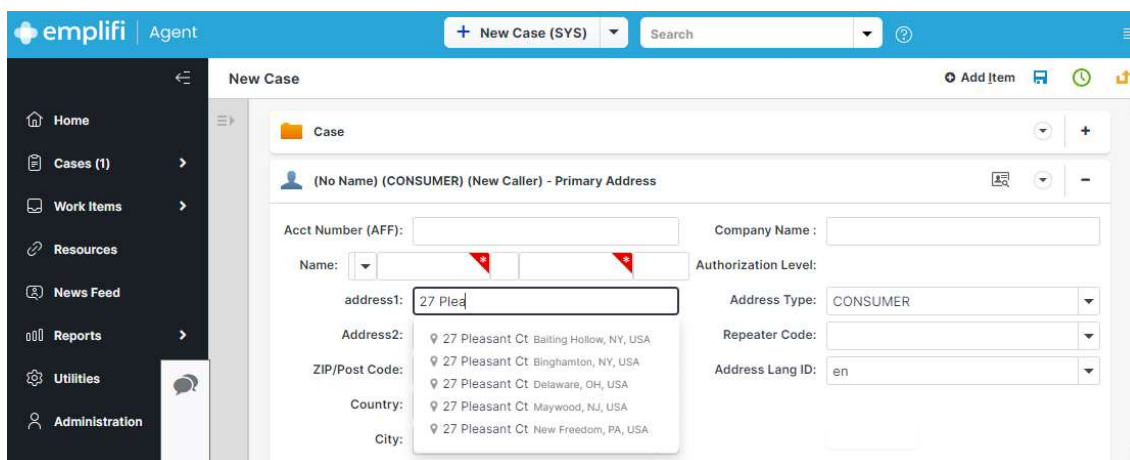 emplifi Agent
+ New Case (SYS)
Search
New Case
Add Item
Home
Cases (1)
Work Items
Resources
News Feed
Reports
Utilities
Administration
Case
(No Name) (CONSUMER) (New Caller) - Primary Address
Acct Number (AFF):
Company Name :
Name: * *
Authorization Level:
address1: 27 Plea
Address Type: CONSUMER
Address2:
Repeater Code:
ZIP/Post Code:
Address Lang ID: en
Country:
City:
27 Pleasant Ct Baiting Hollow, NY, USA
27 Pleasant Ct Binghamton, NY, USA
27 Pleasant Ct Delaware, OH, USA
27 Pleasant Ct Maywood, NJ, USA
27 Pleasant Ct New Freedom, PA, USA